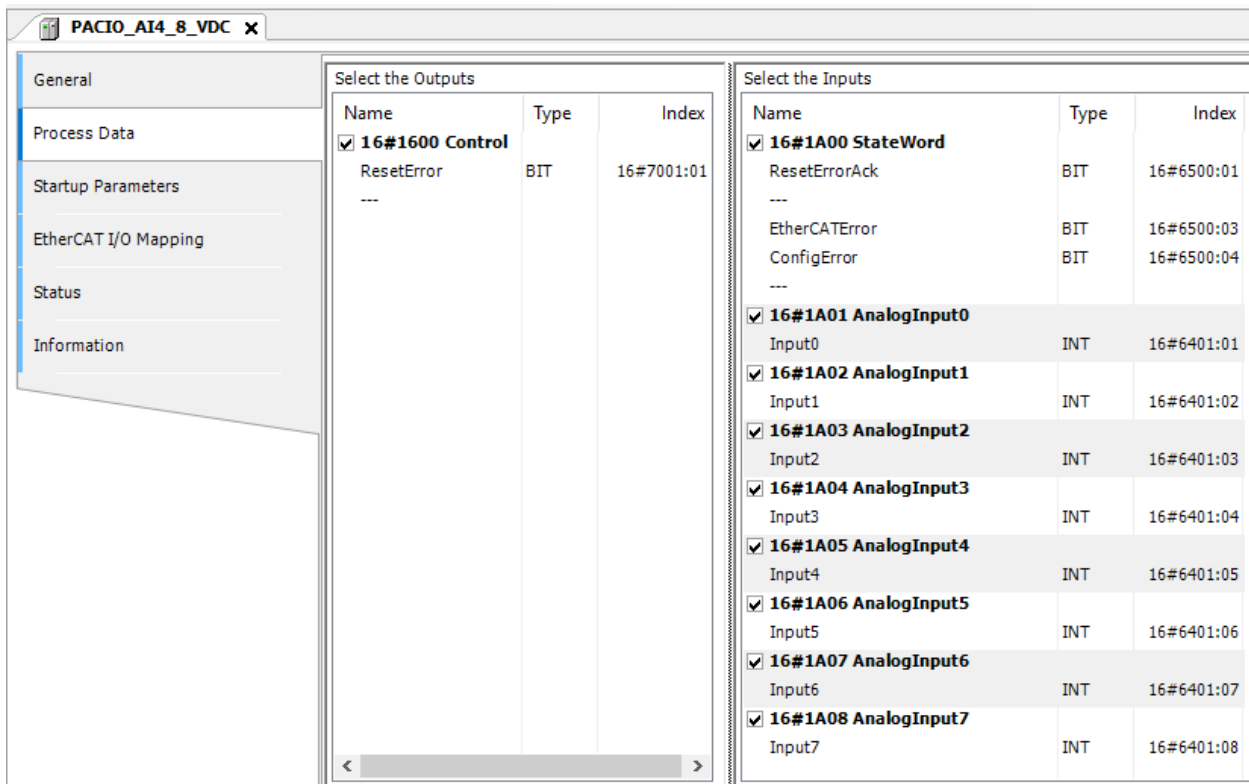 PACIO_AI4_8_VDC
General
Process Data
Startup Parameters
EtherCAT I/O Mapping
Status
Information
Select the Outputs
Name Type Index
16#1600 Control
ResetError BIT 16#7001:01
---
Select the Inputs
Name Type Index
16#1A00 StateWord
ResetErrorAck BIT 16#6500:01
---
EtherCATError BIT 16#6500:03
ConfigError BIT 16#6500:04
---
16#1A01 AnalogInput0
Input0 INT 16#6401:01
16#1A02 AnalogInput1
Input1 INT 16#6401:02
16#1A03 AnalogInput2
Input2 INT 16#6401:03
16#1A04 AnalogInput3
Input3 INT 16#6401:04
16#1A05 AnalogInput4
Input4 INT 16#6401:05
16#1A06 AnalogInput5
Input5 INT 16#6401:06
16#1A07 AnalogInput6
Input6 INT 16#6401:07
16#1A08 AnalogInput7
Input7 INT 16#6401:08